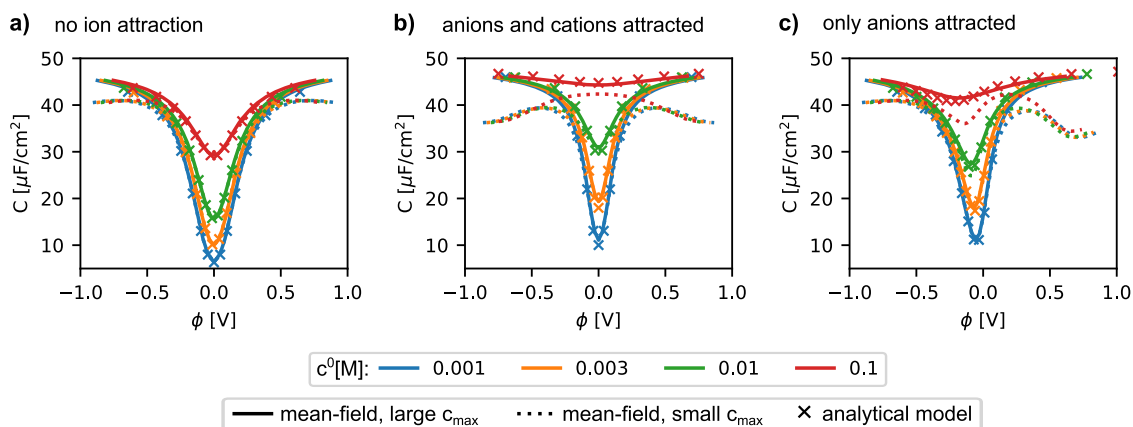 a) no ion attraction
b) anions and cations attracted
c) only anions attracted
50
40
30
20
10
C [μF/cm²]
−1.0 −0.5 0.0 0.5 1.0
ϕ [V]
50
40
30
20
10
C [μF/cm²]
−1.0 −0.5 0.0 0.5 1.0
ϕ [V]
50
40
30
20
10
C [μF/cm²]
−1.0 −0.5 0.0 0.5 1.0
ϕ [V]
c⁰[M]: 0.001 0.003 0.01 0.1
mean-field, large cₘₐₓ mean-field, small cₘₐₓ analytical model